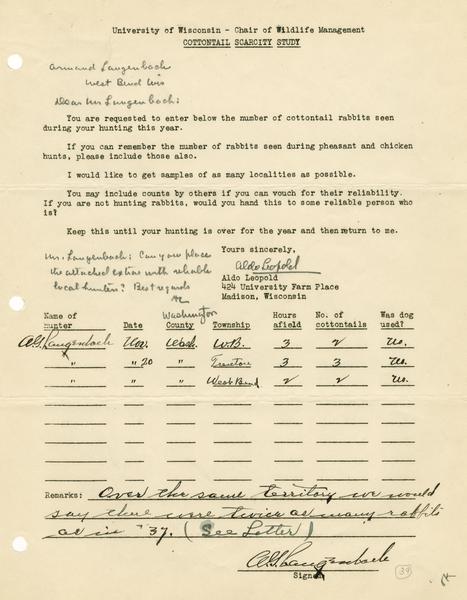 University of Wisconsin - Chair of Wildlife Management
COTTONTAIL SCARCITY STUDY
Armand Langenbach
West Bend Wis
Dear Mr Langenbach:
You are requested to enter below the number of cottontail rabbits seen
during your hunting this year.
If you can remember the number of rabbits seen during pheasant and chicken
hunts, please include those also.
I would like to get samples of as many localities as possible.
You may include counts by others if you can vouch for their reliability.
If you are not hunting rabbits, would you hand this to some reliable person who
is?
Keep this until your hunting is over for the year and then return to me.
Mr. Langenbach: Can you place
the attached extras with reliable
local hunters? Best regards
AL
Yours sincerely,
Aldo Leopold
Aldo Leopold
424 University Farm Place
Madison, Wisconsin
Washington
Name of hunter Date County Township Hours afield No. of cottontails Was dog used?
A.G. Langenbach Nov. Wash. W.B. 3 2 No.
" " 20 " Trenton 3 3 No.
" " " West Bend 2 2 No.
Remarks: Over the same territory we would
say there were twice as many rabbits
as in '37. (See Letter)
A.G. Langenbach
Signed
39